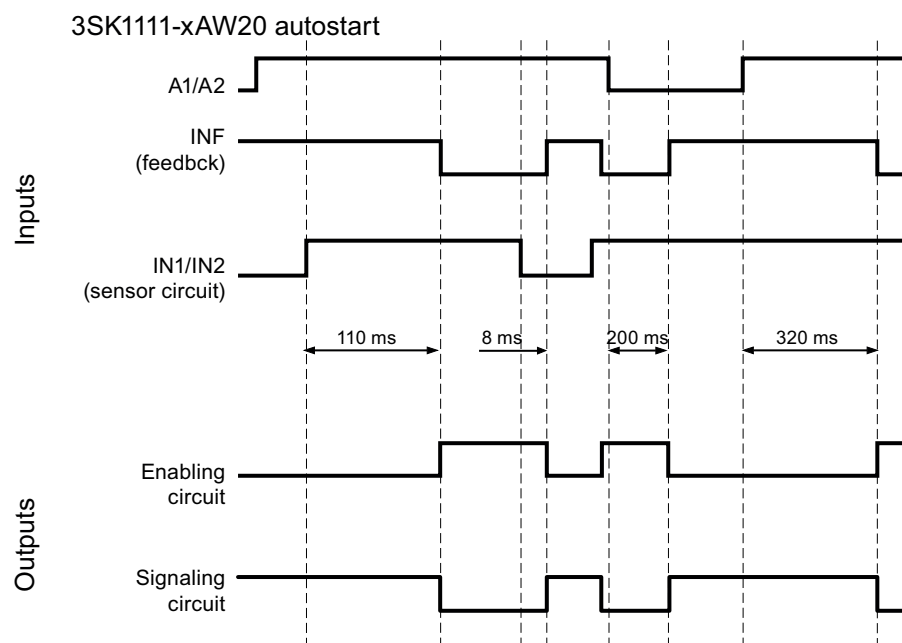 3SK1111-xAW20 autostart
A1/A2
INF
(feedbck)
Inputs
IN1/IN2
(sensor circuit)
110 ms
8 ms
200 ms
320 ms
Enabling
circuit
Outputs
Signaling
circuit